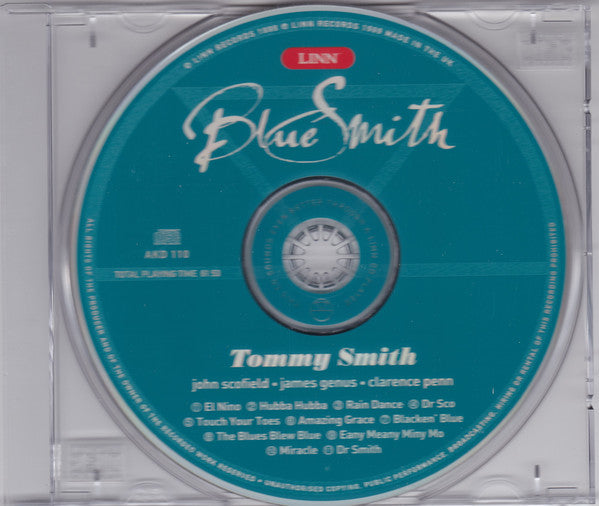 ℗ LINN RECORDS 1999 © LINN RECORDS 1999 MADE IN THE UK
LINN
Blue Smith
AKD 110
TOTAL PLAYING TIME 61 50
Tommy Smith
john scofield • james genus • clarence penn
① El Nino ② Hubba Hubba ③ Rain Dance ④ Dr Sco
⑤ Touch Your Toes ⑥ Amazing Grace ⑦ Blacken' Blue
⑧ The Blues Blew Blue ⑨ Eany Meany Miny Mo
⑩ Miracle ⑪ Dr Smith
ALL RIGHTS OF THE PRODUCER AND OF THE OWNER OF THE RECORDED WORK RESERVED • UNAUTHORISED COPYING, PUBLIC PERFORMANCE, BROADCASTING, HIRING OR RENTAL OF THIS RECORDING PROHIBITED